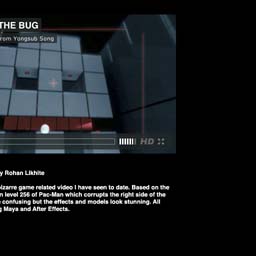 THE BUG
from Yongsub Song
HD
y Rohan Likhite
izarre game related video I have seen to date. Based on the
n level 256 of Pac-Man which corrupts the right side of the
confusing but the effects and models look stunning. All
g Maya and After Effects.